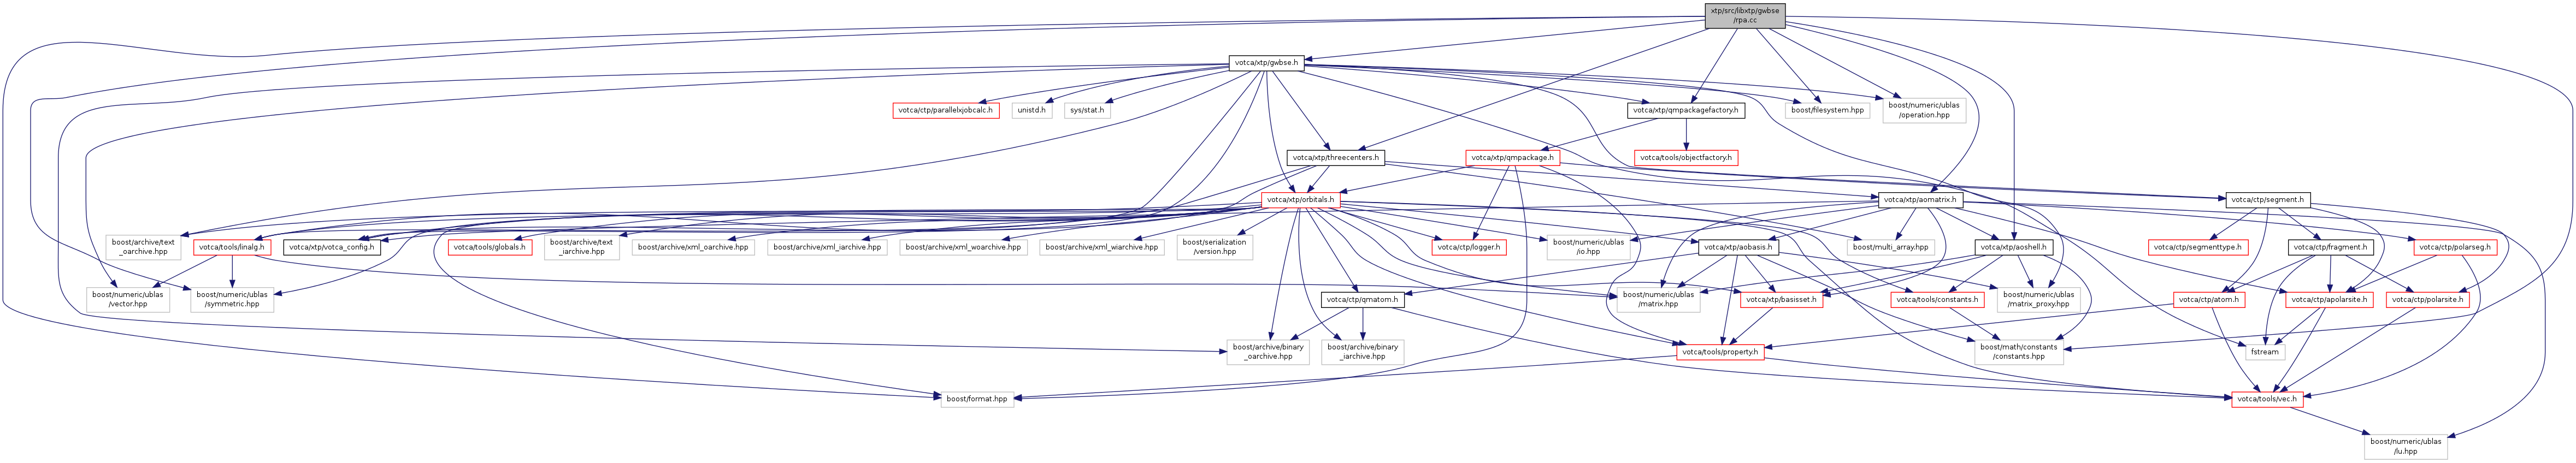 xtp/src/libxtp/gwbse
/rpa.cc
votca/xtp/gwbse.h
votca/ctp/parallelxjobcalc.h
unistd.h
sys/stat.h
votca/xtp/qmpackagefactory.h
boost/filesystem.hpp
boost/numeric/ublas
/operation.hpp
votca/xtp/threecenters.h
votca/xtp/qmpackage.h
votca/tools/objectfactory.h
votca/xtp/orbitals.h
votca/xtp/aomatrix.h
votca/ctp/segment.h
boost/archive/text
_oarchive.hpp
votca/tools/linalg.h
votca/xtp/votca_config.h
votca/tools/globals.h
boost/archive/text
_iarchive.hpp
boost/archive/xml_oarchive.hpp
boost/archive/xml_iarchive.hpp
boost/archive/xml_woarchive.hpp
boost/archive/xml_wiarchive.hpp
boost/serialization
/version.hpp
votca/ctp/logger.h
boost/numeric/ublas
/io.hpp
votca/xtp/aobasis.h
boost/multi_array.hpp
votca/xtp/aoshell.h
votca/ctp/segmenttype.h
votca/ctp/fragment.h
votca/ctp/polarseg.h
boost/numeric/ublas
/vector.hpp
boost/numeric/ublas
/symmetric.hpp
votca/ctp/qmatom.h
boost/numeric/ublas
/matrix.hpp
votca/xtp/basisset.h
votca/tools/constants.h
boost/numeric/ublas
/matrix_proxy.hpp
votca/ctp/atom.h
votca/ctp/apolarsite.h
votca/ctp/polarsite.h
boost/archive/binary
_oarchive.hpp
boost/archive/binary
_iarchive.hpp
votca/tools/property.h
boost/math/constants
/constants.hpp
fstream
boost/format.hpp
votca/tools/vec.h
boost/numeric/ublas
/lu.hpp